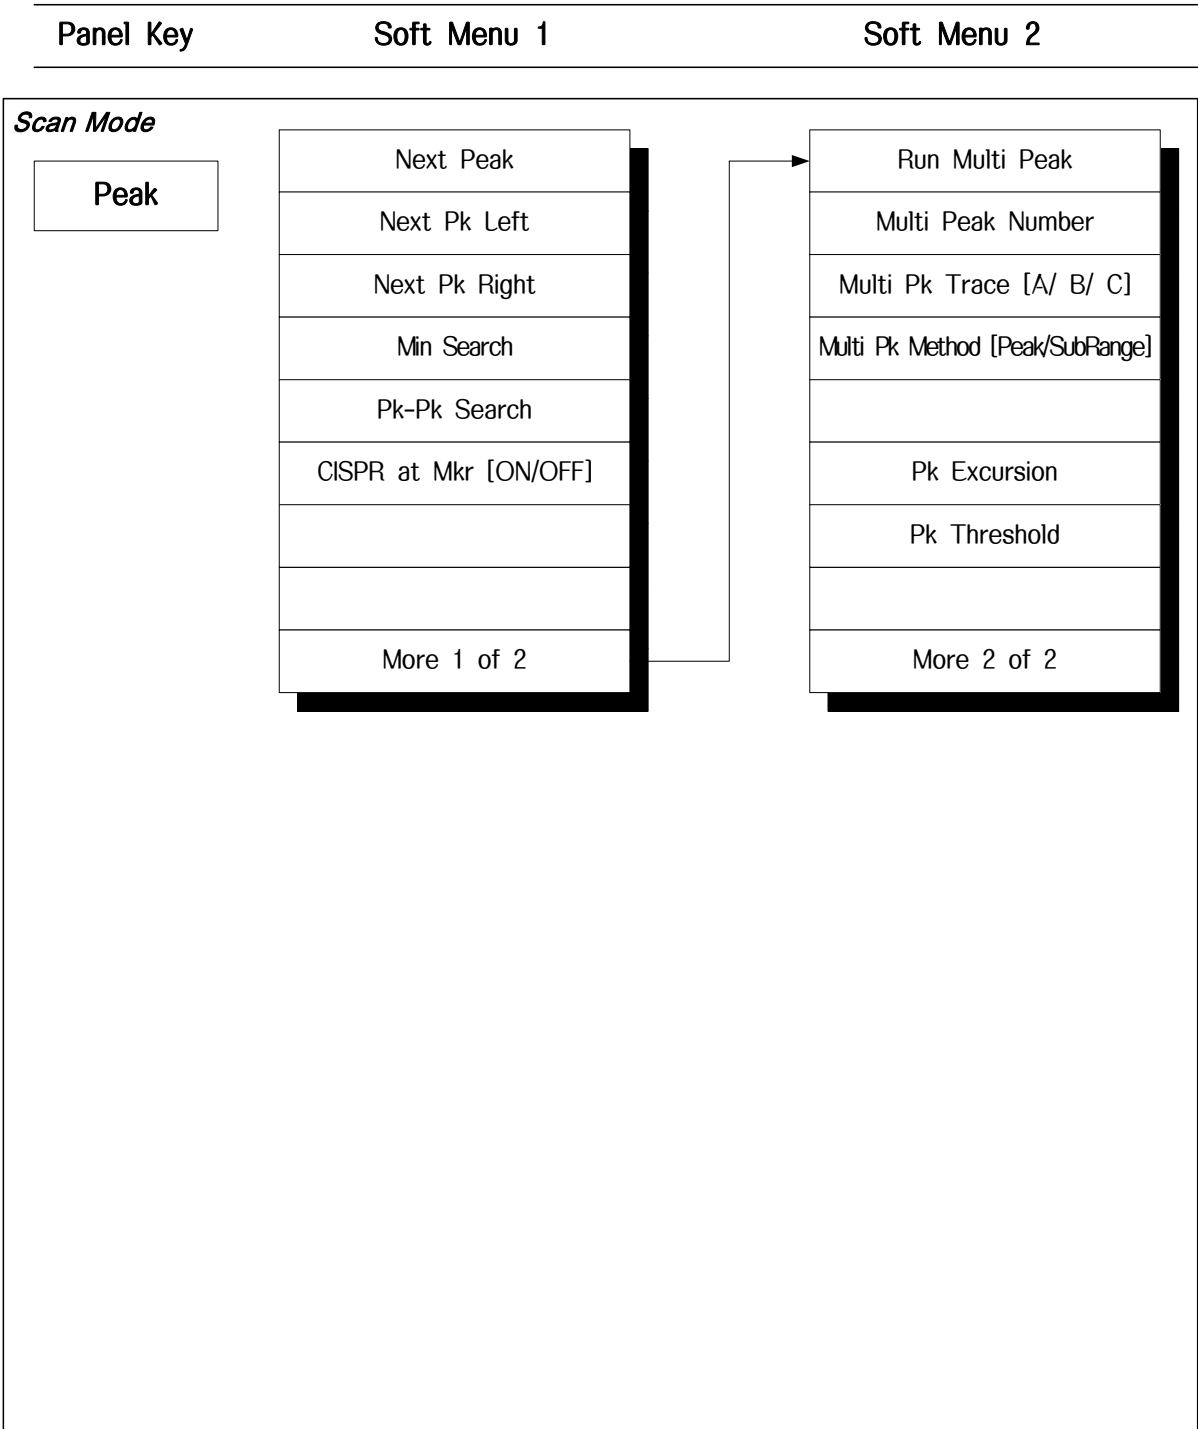 Panel Key Soft Menu 1 Soft Menu 2
Scan Mode
Peak
Next Peak
Next Pk Left
Next Pk Right
Min Search
Pk-Pk Search
CISPR at Mkr [ON/OFF]
More 1 of 2
Run Multi Peak
Multi Peak Number
Multi Pk Trace [A/ B/ C]
Multi Pk Method [Peak/SubRange]
Pk Excursion
Pk Threshold
More 2 of 2